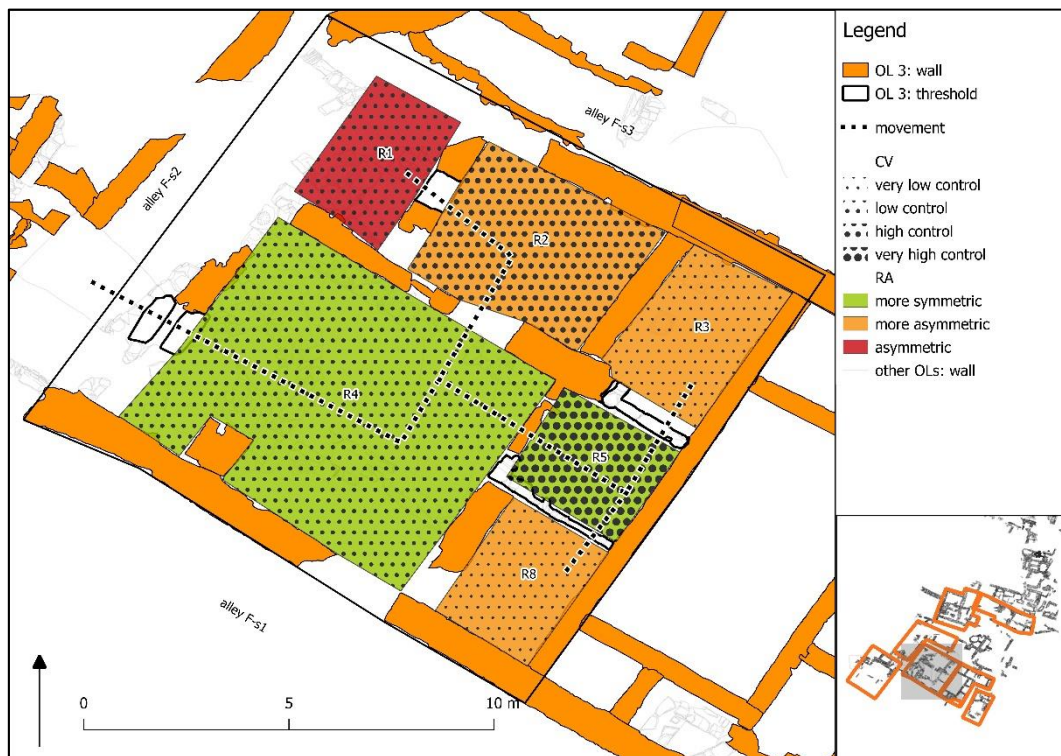 alley F-s3
R1
alley F-s2
R2
R3
R4
R5
R8
alley F-s1
0 5 10 m
Legend
OL 3: wall
OL 3: threshold
movement
CV
very low control
low control
high control
very high control
RA
more symmetric
more asymmetric
asymmetric
other OLs: wall